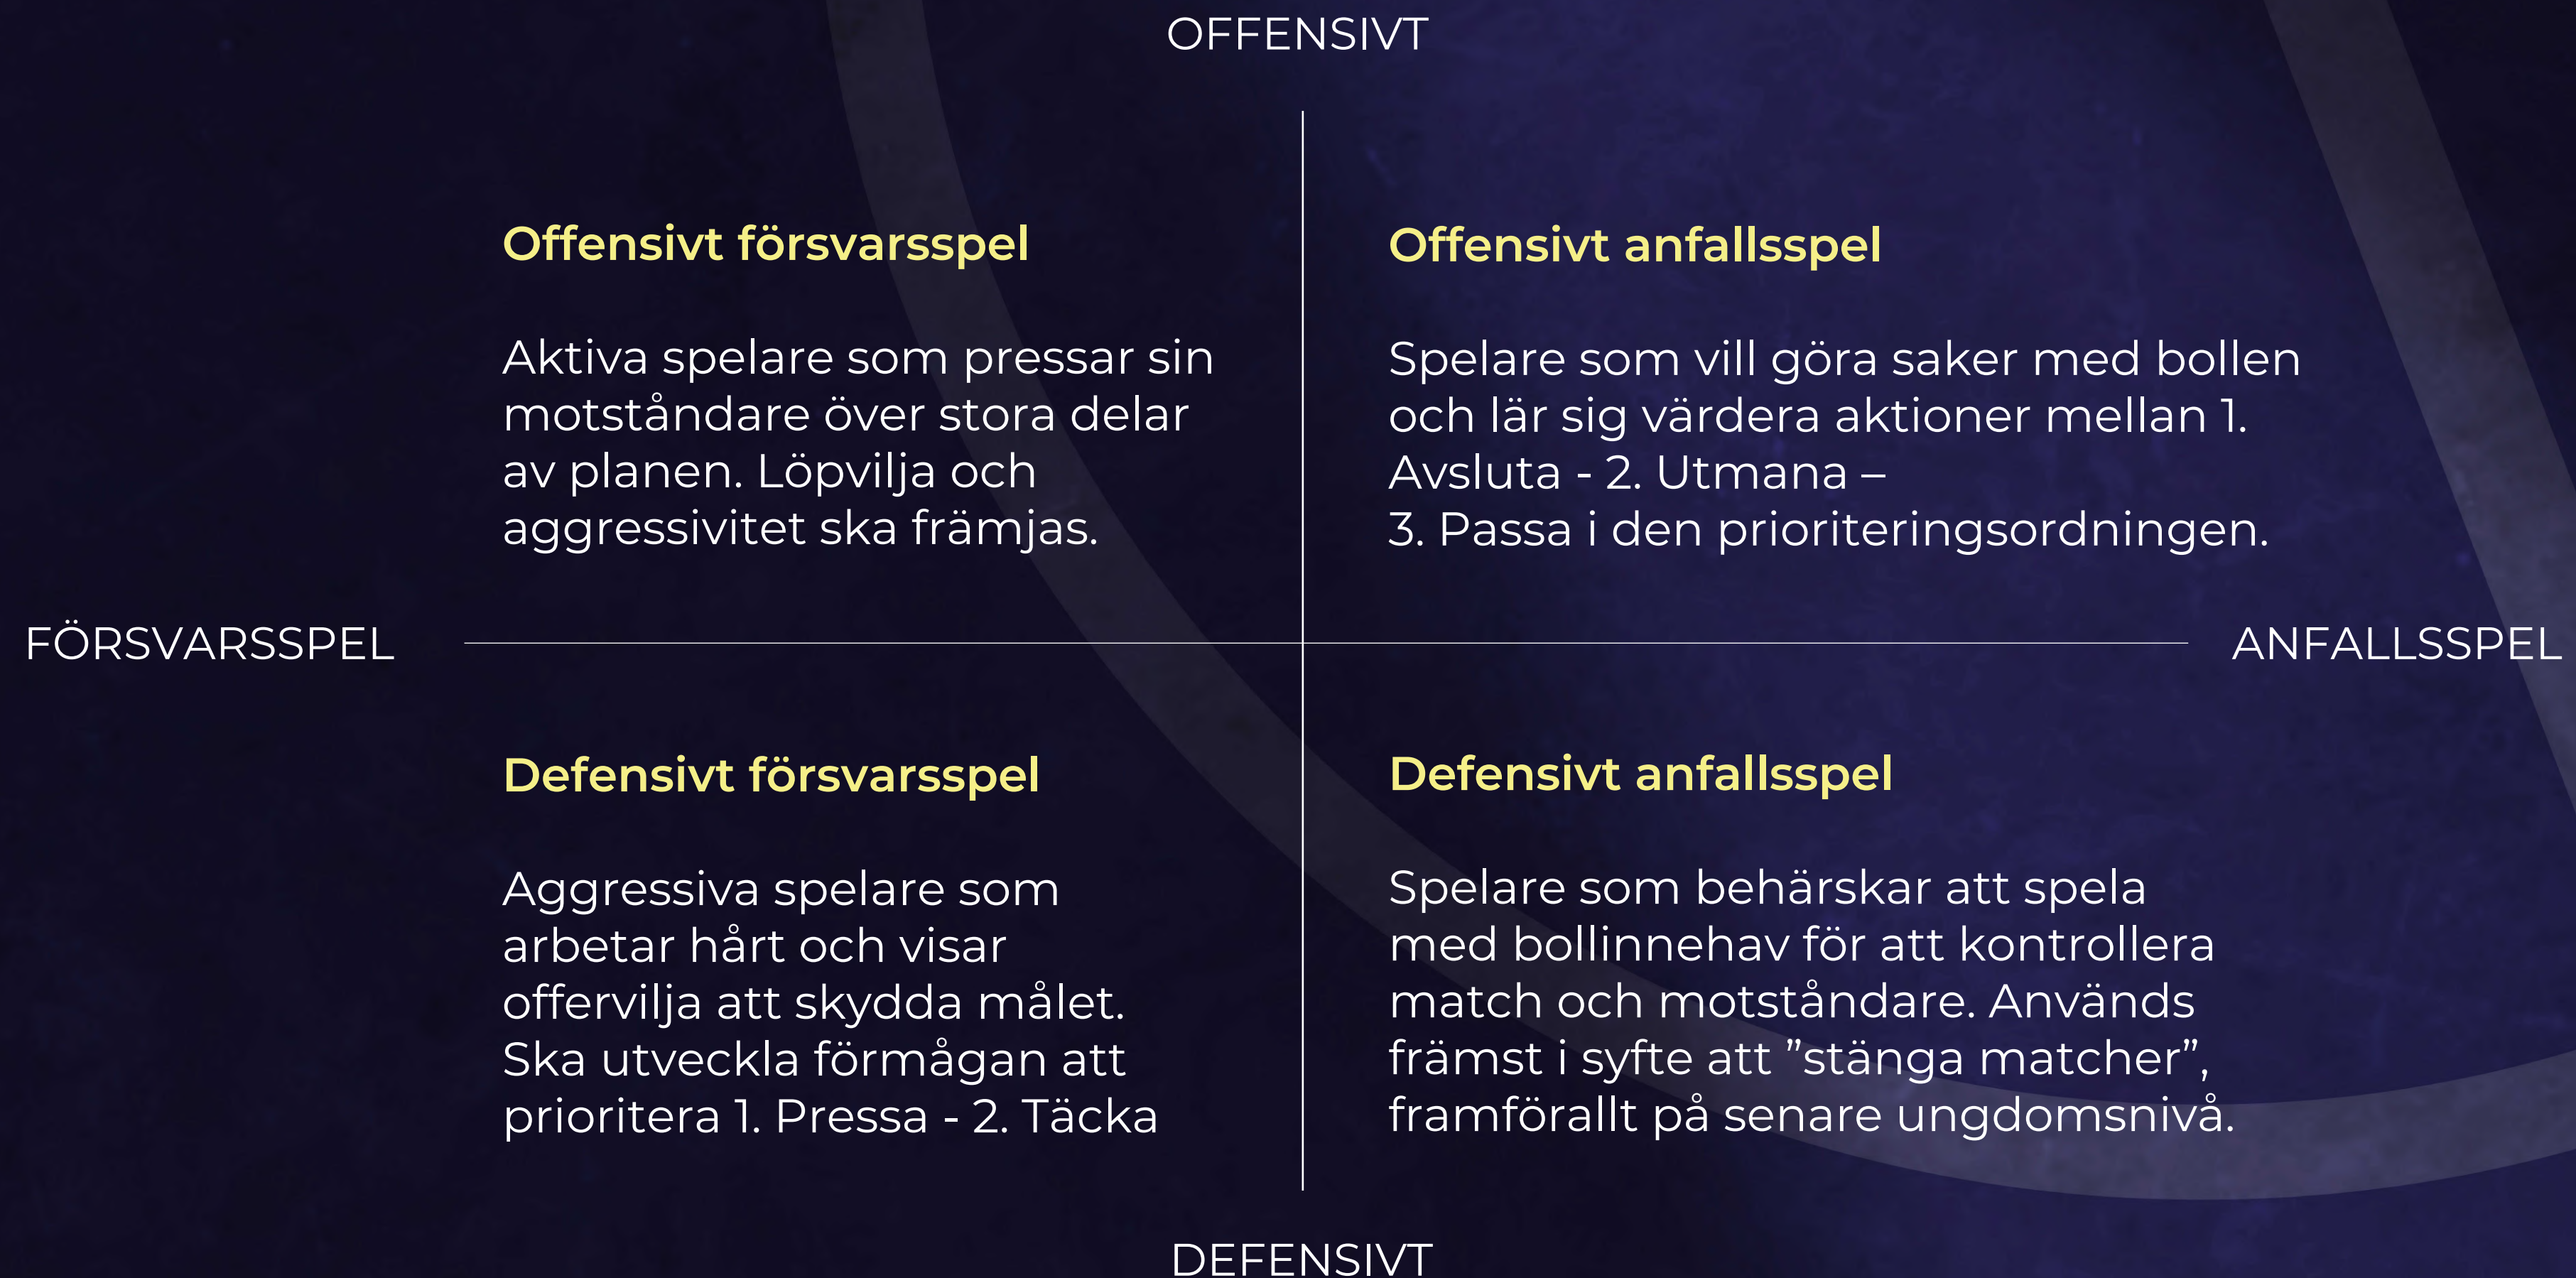 OFFENSIVT
Offensivt försvarsspel
Aktiva spelare som pressar sin
motståndare över stora delar
av planen. Löpvilja och
aggressivitet ska främjas.
Offensivt anfallsspel
Spelare som vill göra saker med bollen
och lär sig värdera aktioner mellan 1.
Avsluta - 2. Utmana –
3. Passa i den prioriteringsordningen.
FÖRSVARSSPEL
ANFALLSSPEL
Defensivt försvarsspel
Aggressiva spelare som
arbetar hårt och visar
offervilja att skydda målet.
Ska utveckla förmågan att
prioritera 1. Pressa - 2. Täcka
Defensivt anfallsspel
Spelare som behärskar att spela
med bollinnehav för att kontrollera
match och motståndare. Används
främst i syfte att ”stänga matcher”,
framförallt på senare ungdomsnivå.
DEFENSIVT